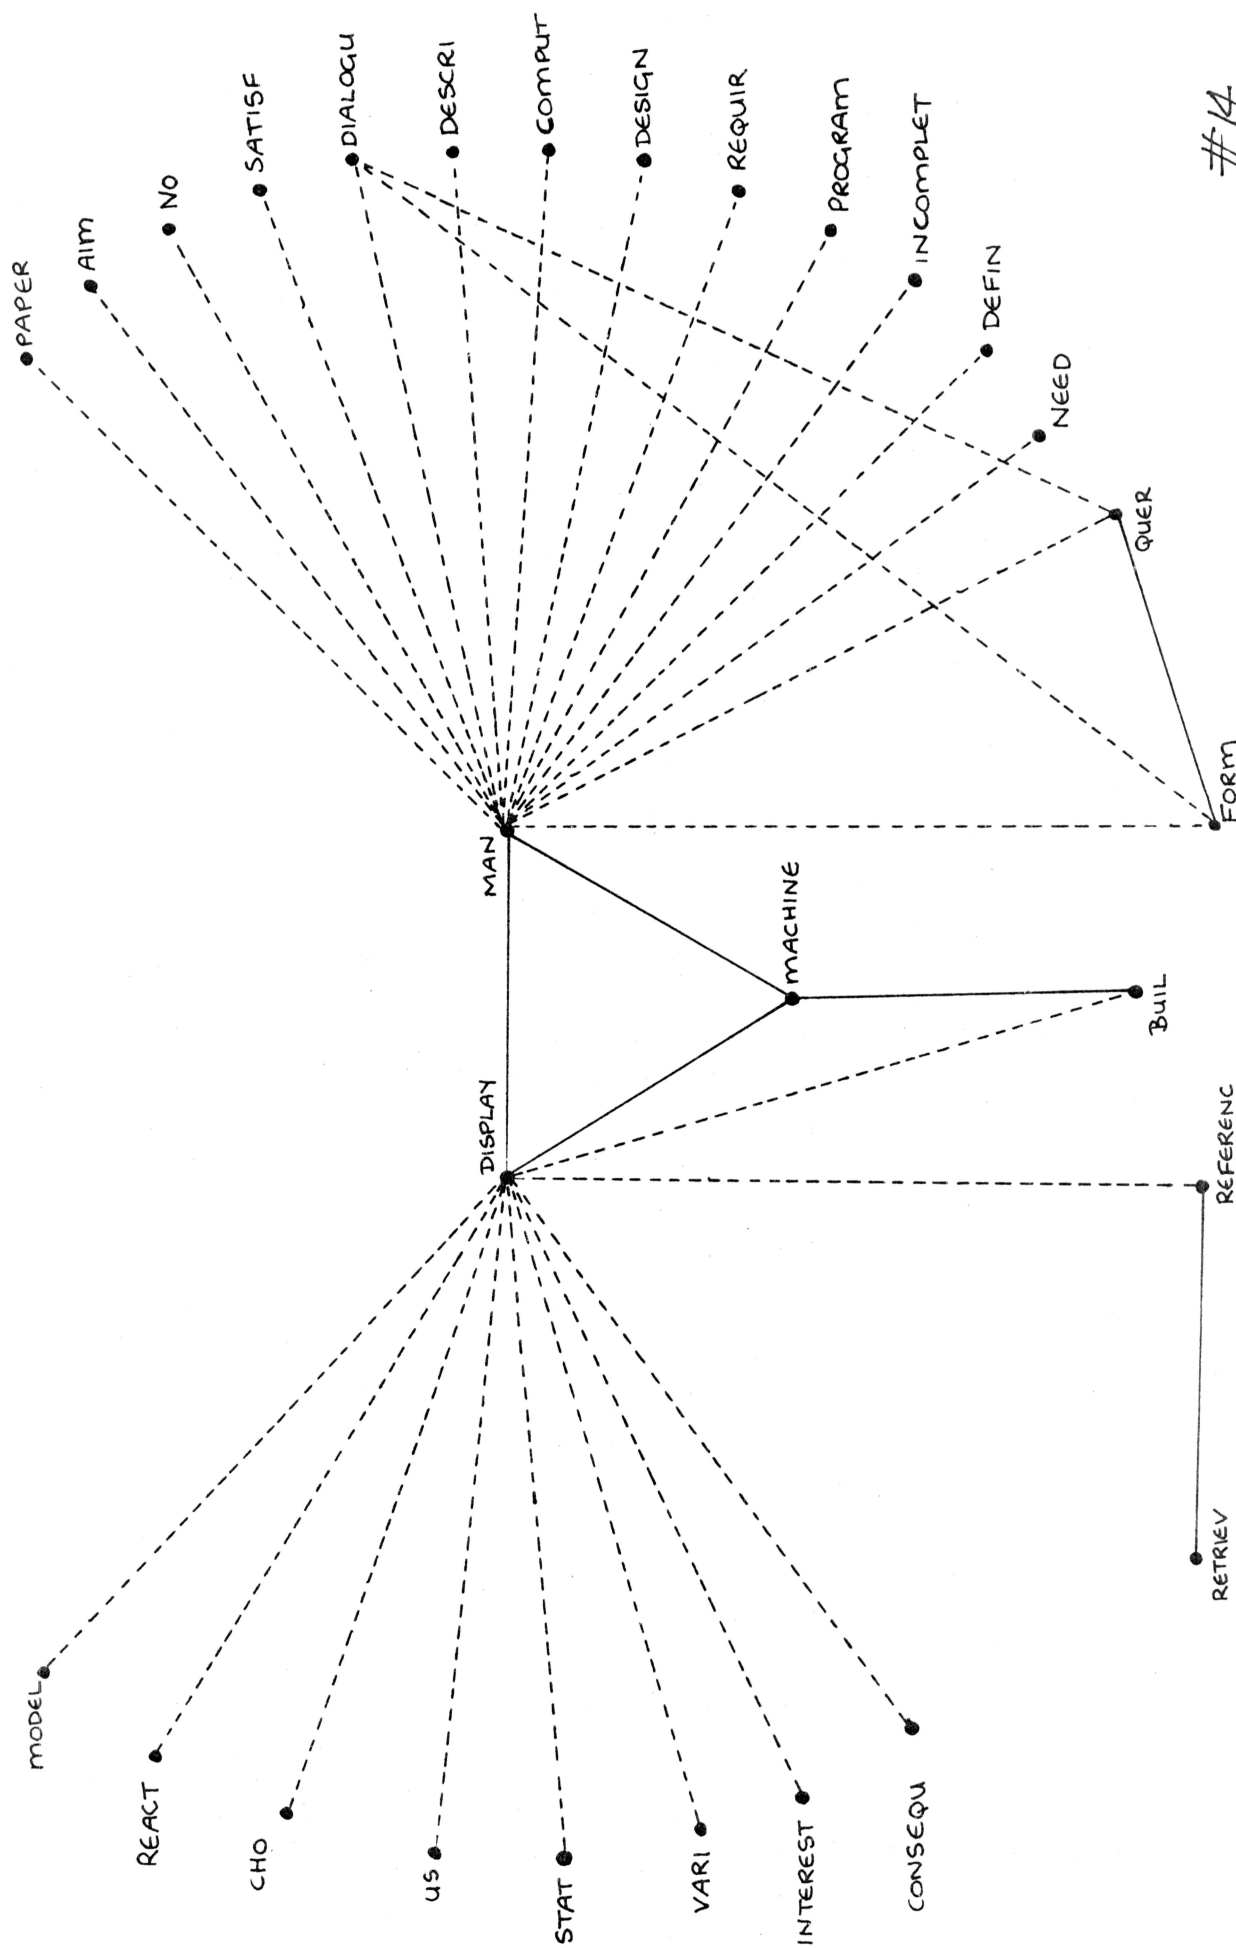 PAPER
AIM
NO
SATISF
DIALOGU
DESCRI
COMPUT
DESIGN
REQUIR
PROGRAM
INCOMPLET
DEFIN
NEED
QUER
FORM
MAN
MACHINE
DISPLAY
BUIL
REFERENC
RETRIEV
MODEL
REACT
CHO
US
STAT
VARI
INTEREST
CONSEQU
#14